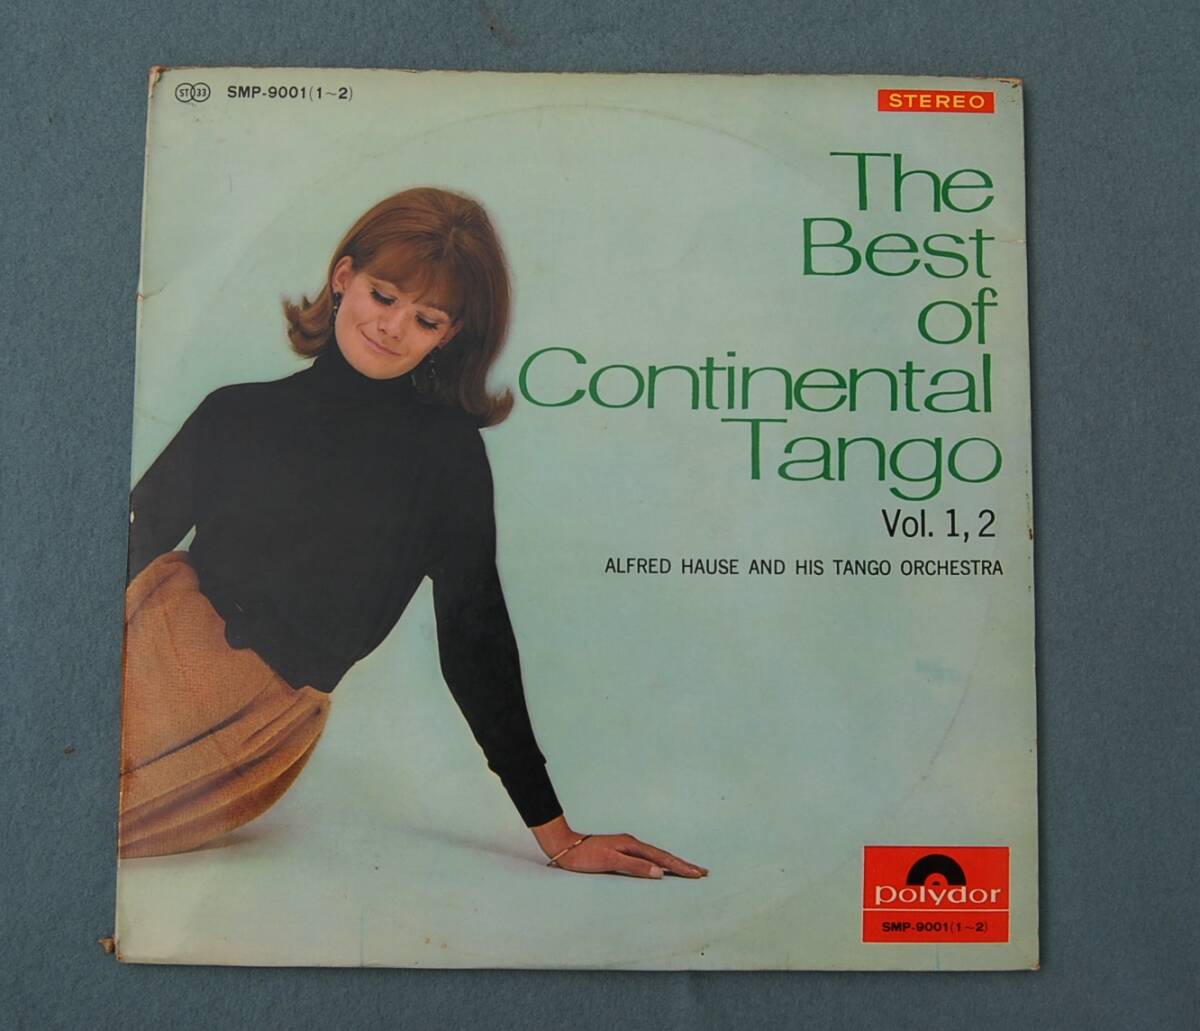 ST 33 SMP-9001(1~2)
STEREO
The
Best
of
Continental
Tango
Vol. 1, 2
ALFRED HAUSE AND HIS TANGO ORCHESTRA
polydor
SMP-9001(1~2)